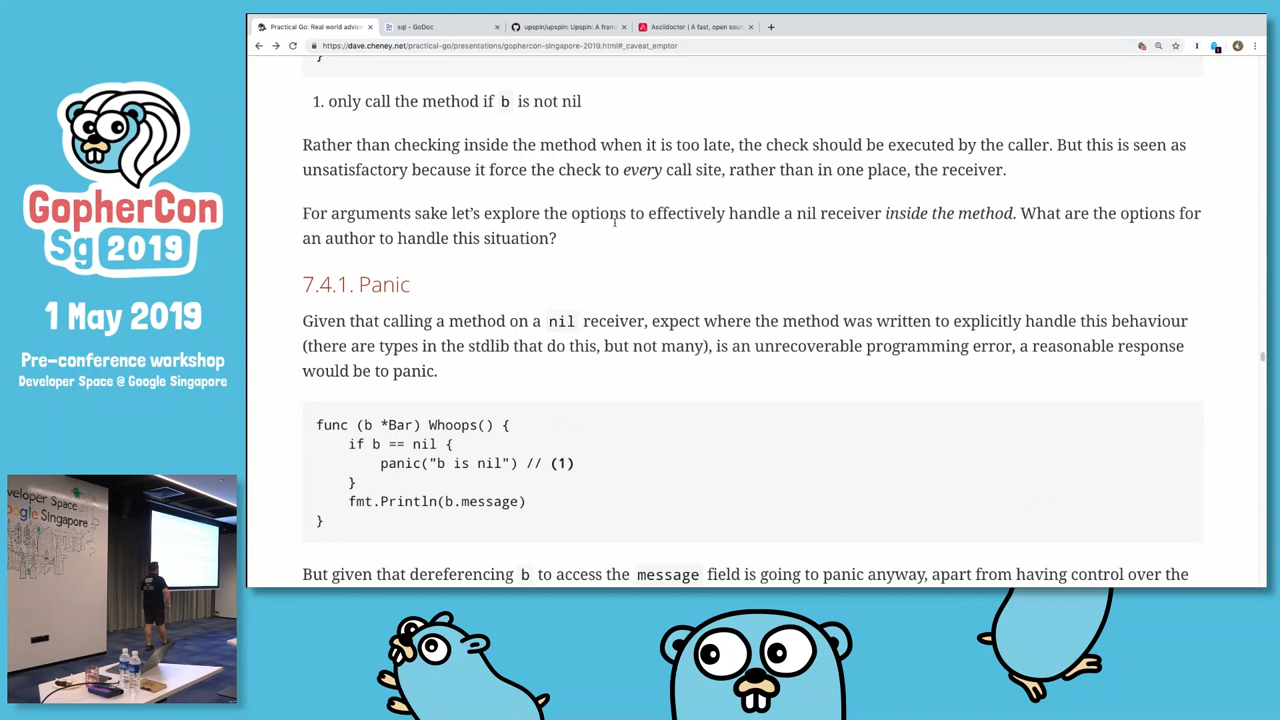 Practical Go: Real world advic
sql - GoDoc
upspin/upspin: Upspin: A fram
Asciidoctor | A fast, open sou
https://dave.cheney.net/practical-go/presentations/gophercon-singapore-2019.html#_caveat_emptor
}
1. only call the method if b is not nil
Rather than checking inside the method when it is too late, the check should be executed by the caller. But this is seen as
unsatisfactory because it force the check to every call site, rather than in one place, the receiver.
For arguments sake let's explore the options to effectively handle a nil receiver inside the method. What are the options for
an author to handle this situation?
7.4.1. Panic
Given that calling a method on a nil receiver, expect where the method was written to explicitly handle this behaviour
(there are types in the stdlib that do this, but not many), is an unrecoverable programming error, a reasonable response
would be to panic.
func (b *Bar) Whoops() {
if b == nil {
panic("b is nil") // (1)
}
fmt.Println(b.message)
}
But given that dereferencing b to access the message field is going to panic anyway, apart from having control over the
GopherCon
Sg 2019
1 May 2019
Pre-conference workshop
Developer Space @ Google Singapore
veloper Space
oogle Singapore